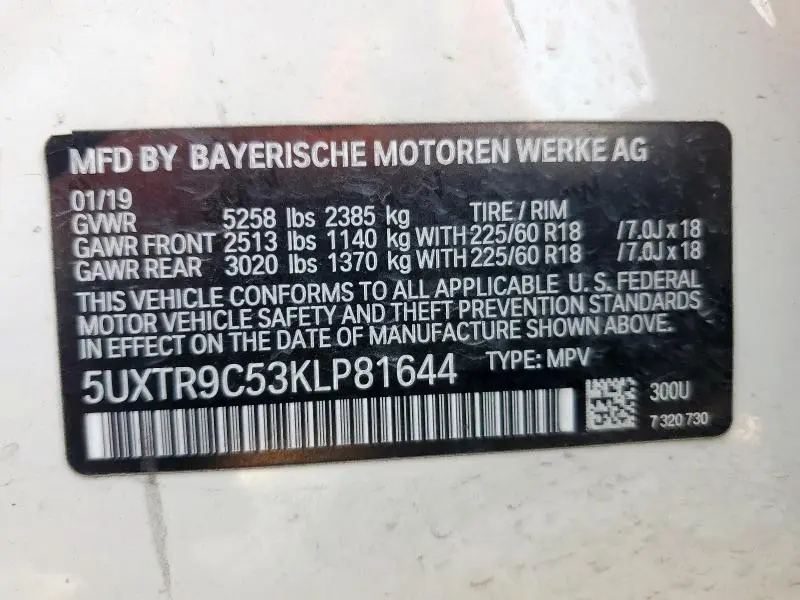 MFD BY BAYERISCHE MOTOREN WERKE AG
01/19 TIRE / RIM
GVWR 5258 lbs 2385 kg
GAWR FRONT 2513 lbs 1140 kg WITH 225/60 R18 /7.0J x 18
GAWR REAR 3020 lbs 1370 kg WITH 225/60 R18 /7.0J x 18
THIS VEHICLE CONFORMS TO ALL APPLICABLE U. S. FEDERAL
MOTOR VEHICLE SAFETY AND THEFT PREVENTION STANDARDS
IN EFFECT ON THE DATE OF MANUFACTURE SHOWN ABOVE.
5UXTR9C53KLP81644 TYPE: MPV
300U
7 320 730